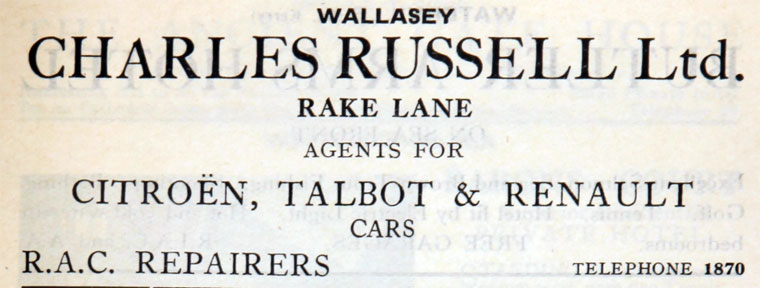 WALLASEY
CHARLES RUSSELL Ltd.
RAKE LANE
AGENTS FOR
CITROËN, TALBOT & RENAULT
CARS
R.A.C. REPAIRERS TELEPHONE 1870